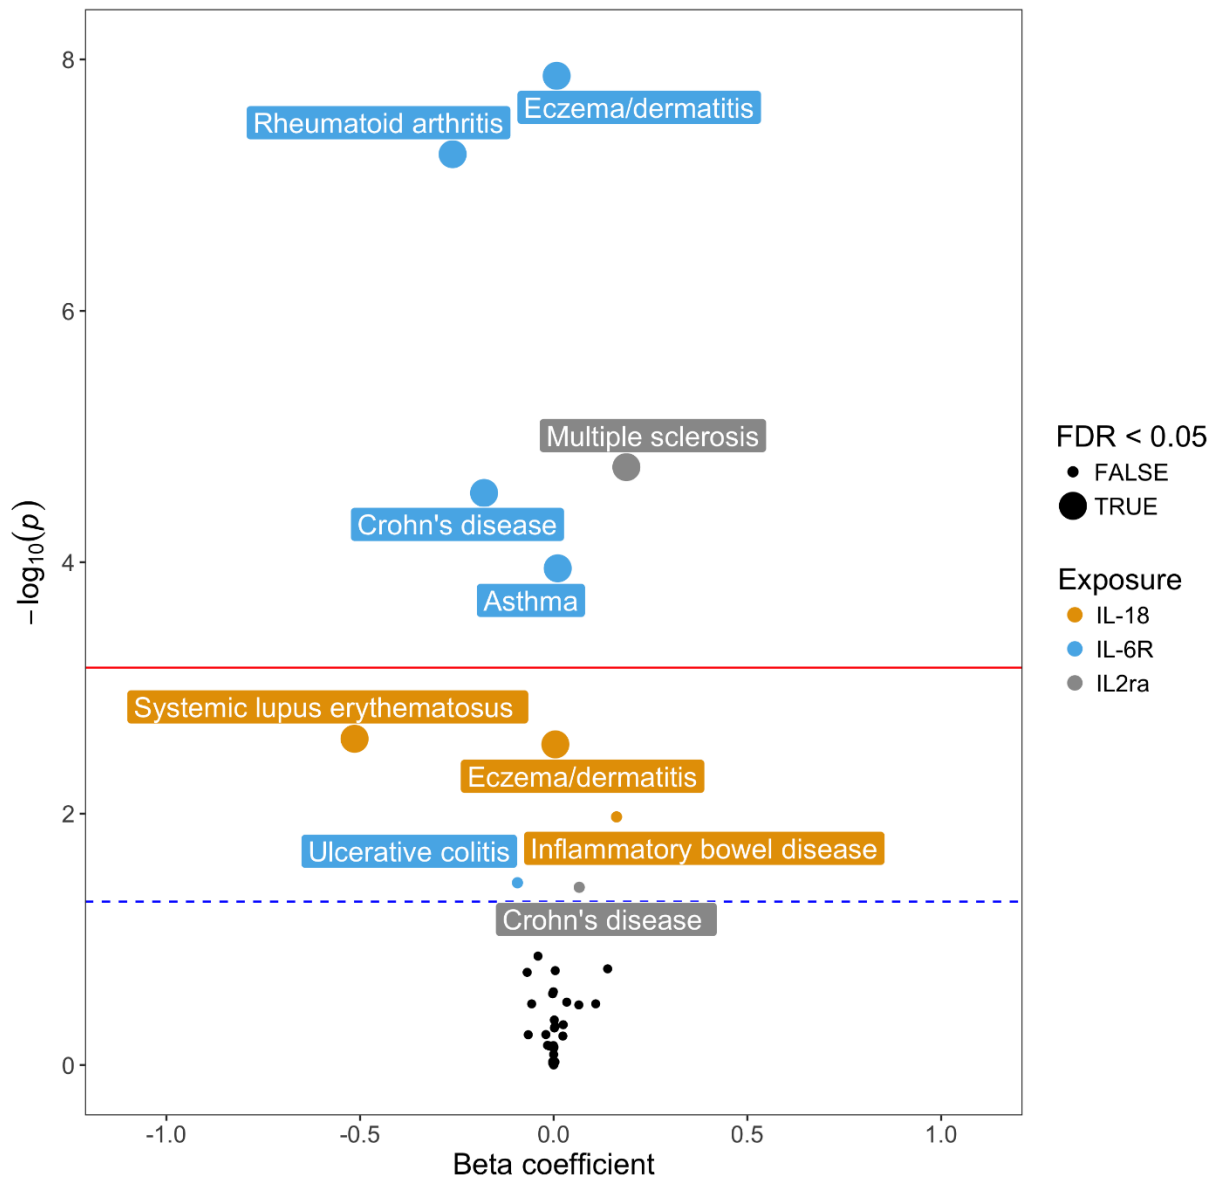 8
Eczema/dermatitis
Rheumatoid arthritis
6
Multiple sclerosis
Crohn's disease
4
Asthma
Systemic lupus erythematosus
Eczema/dermatitis
2
Ulcerative colitis
Inflammatory bowel disease
Crohn's disease
0
-1.0 -0.5 0.0 0.5 1.0
Beta coefficient
−log10(p)
FDR < 0.05
FALSE
TRUE
Exposure
IL-18
IL-6R
IL2ra